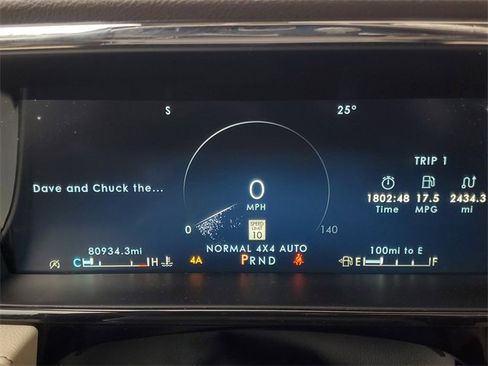 S 25°
TRIP 1
Dave and Chuck the...
0
MPH
1802:48 17.5 2434.3
Time MPG mi
SPEED
LIMIT
10
0 140
80934.3mi NORMAL 4X4 AUTO 100mi to E
C H 4A PRND E F